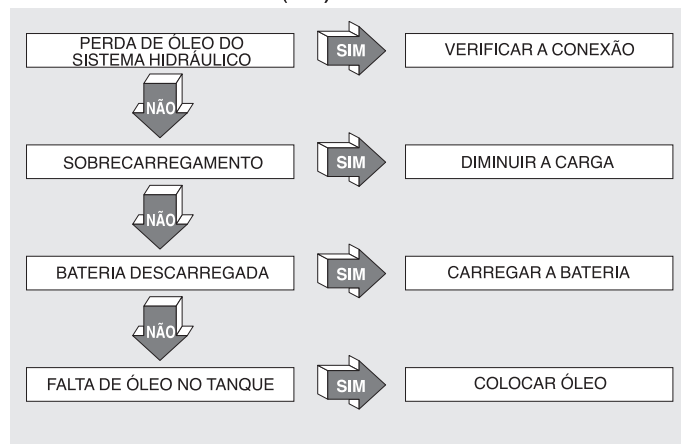 PERDA DE ÓLEO DO
SISTEMA HIDRÁULICO
SIM
VERIFICAR A CONEXÃO
NÃO
SOBRECARREGAMENTO
SIM
DIMINUIR A CARGA
NÃO
BATERIA DESCARREGADA
SIM
CARREGAR A BATERIA
NÃO
FALTA DE ÓLEO NO TANQUE
SIM
COLOCAR ÓLEO